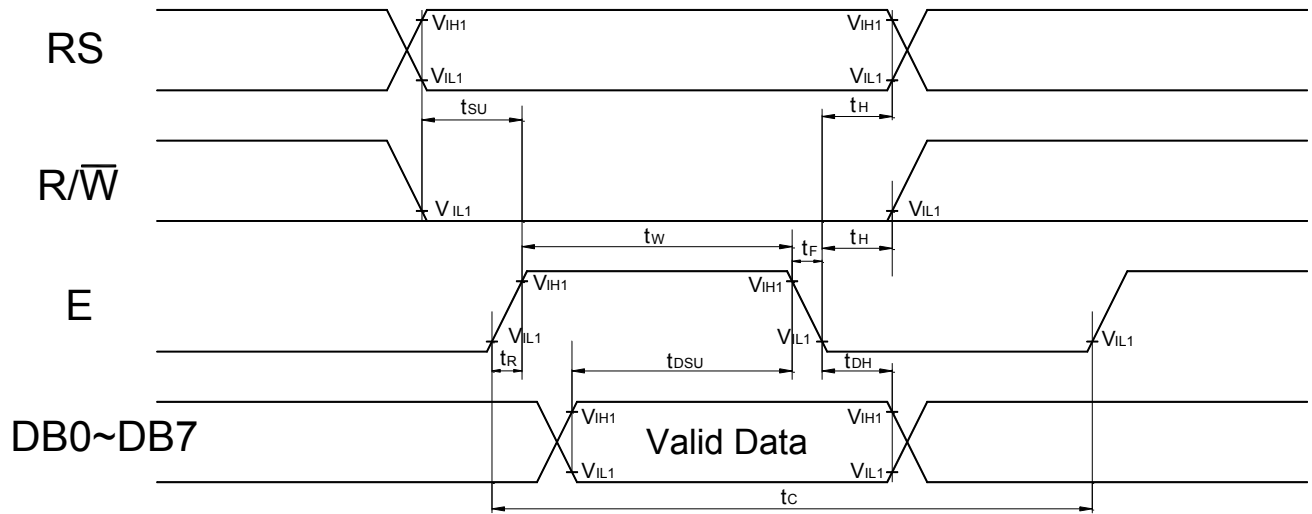 RS
VIH1
VIH1
VIL1
VIL1
tSU
tH
R/W̅
VIL1
VIL1
tW
tF
tH
E
VIH1
VIH1
VIL1
VIL1
VIL1
tR
tDSU
tDH
DB0~DB7
VIH1
VIH1
Valid Data
VIL1
VIL1
tC